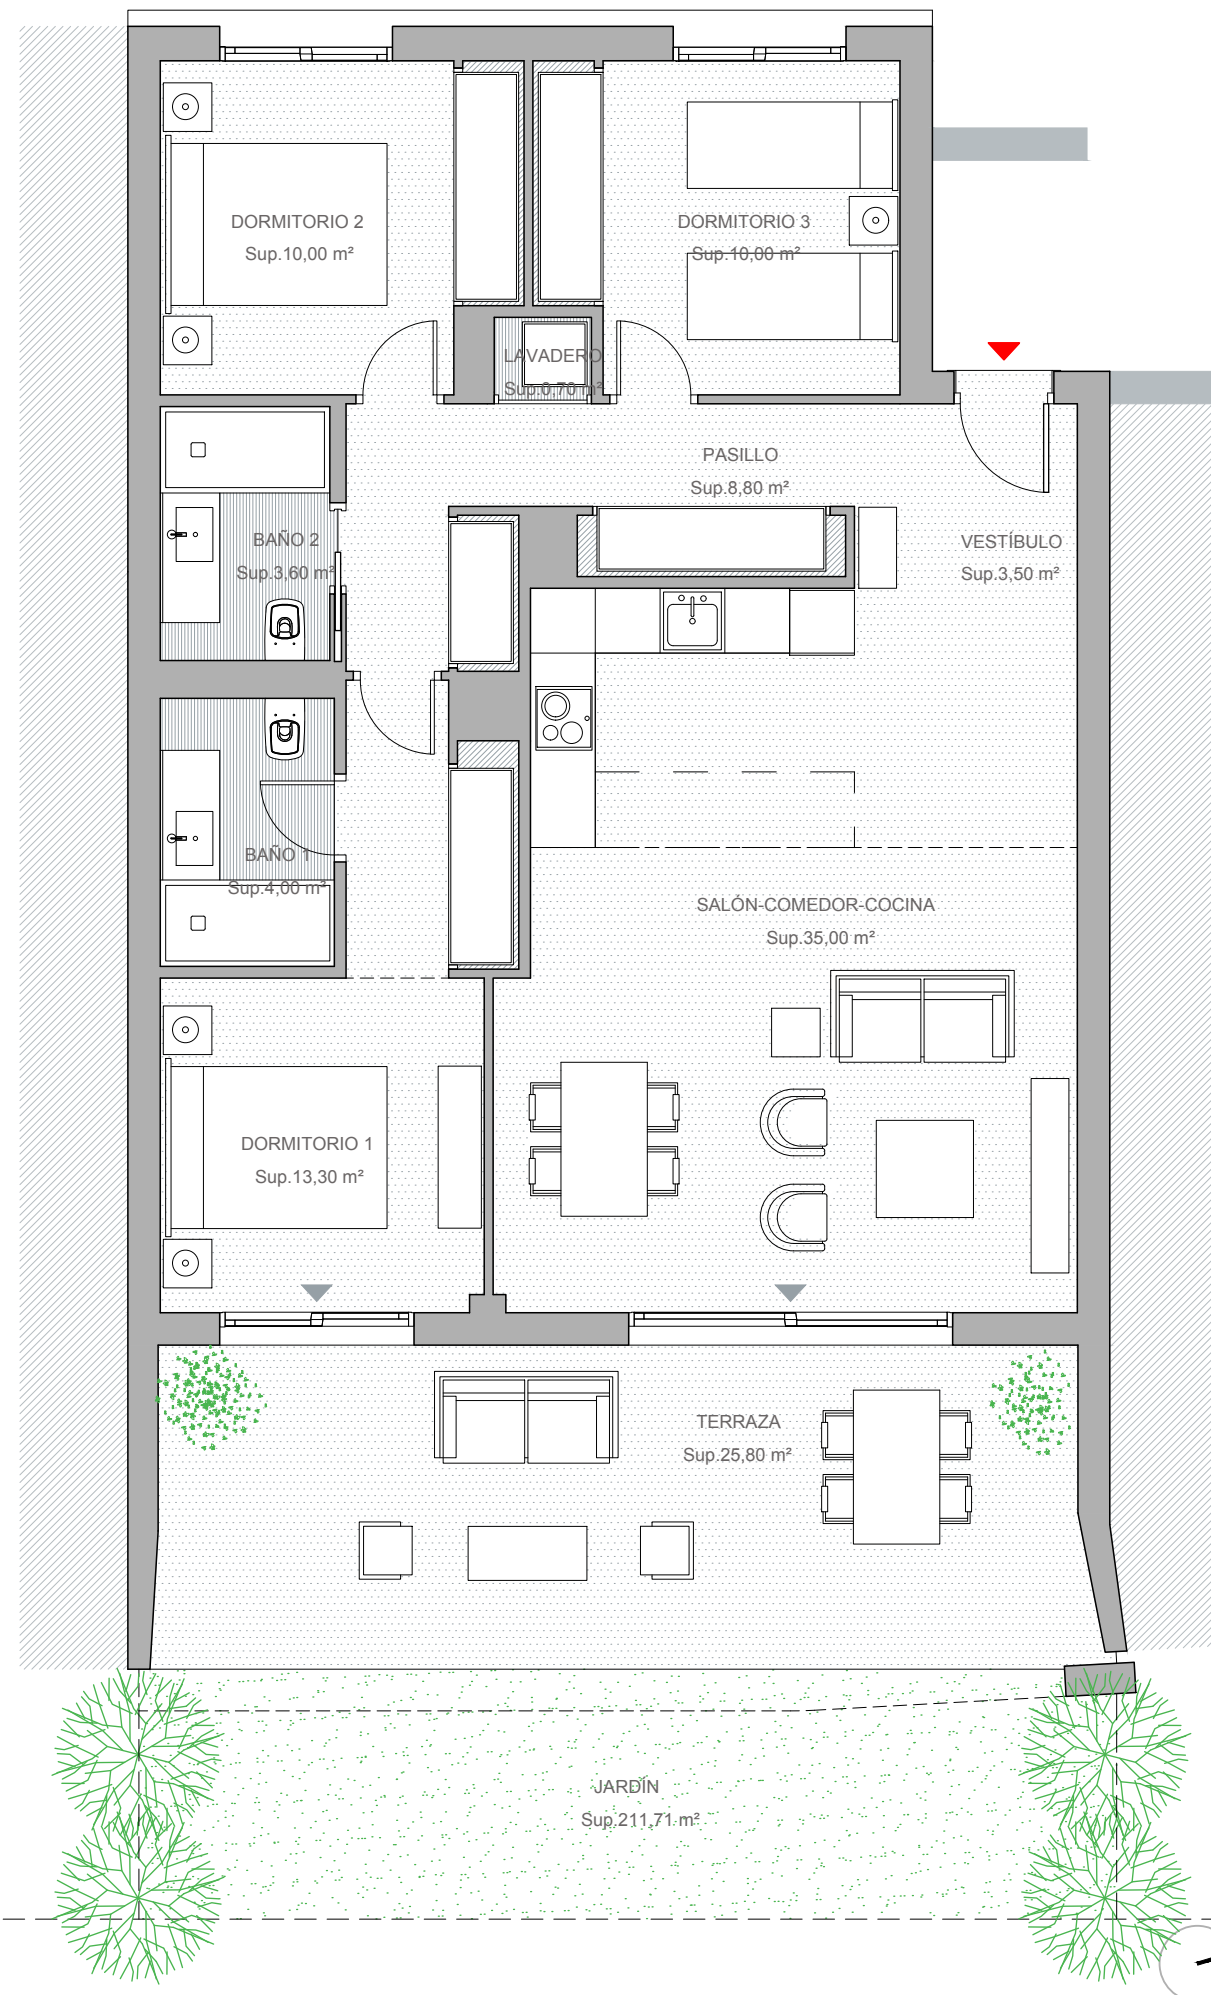 DORMITORIO 2
Sup.10,00 m²
DORMITORIO 3
Sup.10,00 m²
LAVADERO
Sup.0,70 m²
PASILLO
Sup.8,80 m²
BAÑO 2
Sup.3,60 m²
VESTÍBULO
Sup.3,50 m²
BAÑO 1
Sup.4,00 m²
SALÓN-COMEDOR-COCINA
Sup.35,00 m²
DORMITORIO 1
Sup.13,30 m²
TERRAZA
Sup.25,80 m²
JARDÍN
Sup.211,71 m²